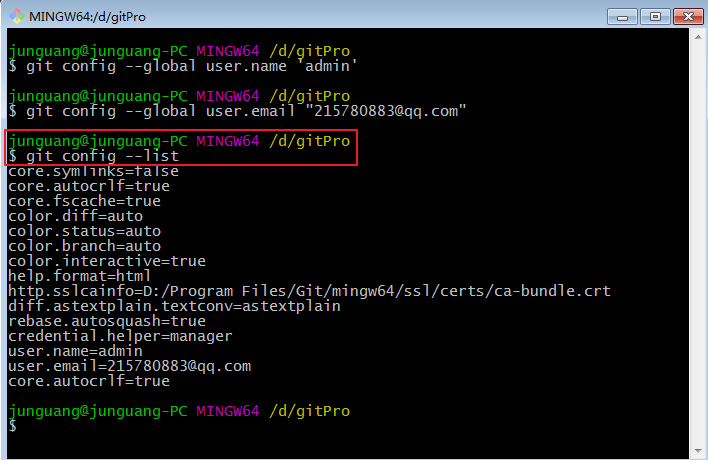 MINGW64:/d/gitPro
junguang@junguang-PC MINGW64 /d/gitPro
$ git config --global user.name 'admin'
junguang@junguang-PC MINGW64 /d/gitPro
$ git config --global user.email "215780883@qq.com"
junguang@junguang-PC MINGW64 /d/gitPro
$ git config --list
core.symlinks=false
core.autocrlf=true
core.fscache=true
color.diff=auto
color.status=auto
color.branch=auto
color.interactive=true
help.format=html
http.sslcainfo=D:/Program Files/Git/mingw64/ssl/certs/ca-bundle.crt
diff.astextplain.textconv=astextplain
rebase.autosquash=true
credential.helper=manager
user.name=admin
user.email=215780883@qq.com
core.autocrlf=true
junguang@junguang-PC MINGW64 /d/gitPro
$